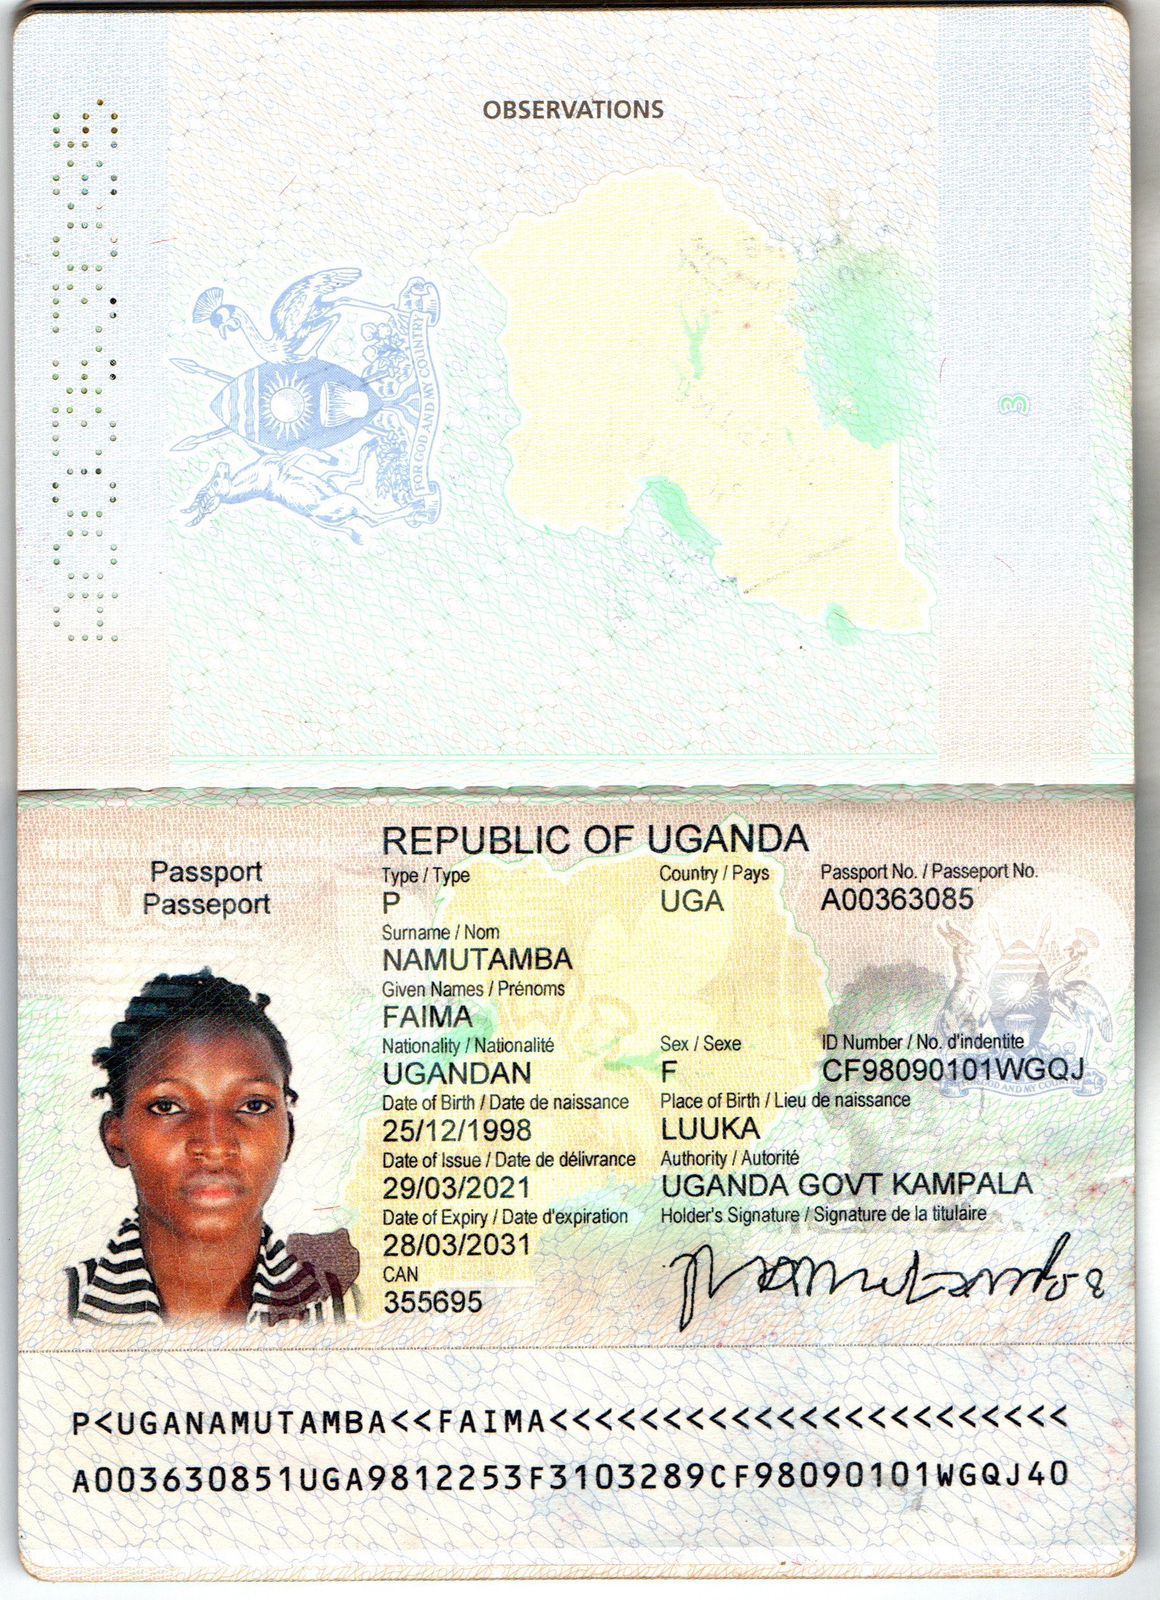 OBSERVATIONS
FOR GOD AND MY COUNTRY
3
REPUBLIC OF UGANDA
Passport
Passeport
Type / Type
Country / Pays
Passport No. / Passeport No.
P
UGA
A00363085
Surname / Nom
NAMUTAMBA
Given Names / Prénoms
FAIMA
Nationality / Nationalité
Sex / Sexe
ID Number / No. d'indentite
UGANDAN
F
CF98090101WGQJ
Date of Birth / Date de naissance
Place of Birth / Lieu de naissance
25/12/1998
LUUKA
Date of Issue / Date de délivrance
Authority / Autorité
29/03/2021
UGANDA GOVT KAMPALA
Date of Expiry / Date d'expiration
Holder's Signature / Signature de la titulaire
28/03/2031
CAN
355695
P<UGANAMUTAMBA<<FAIMA<<<<<<<<<<<<<<<<<<<<<<<
A003630851UGA9812253F3103289CF98090101WGQJ40